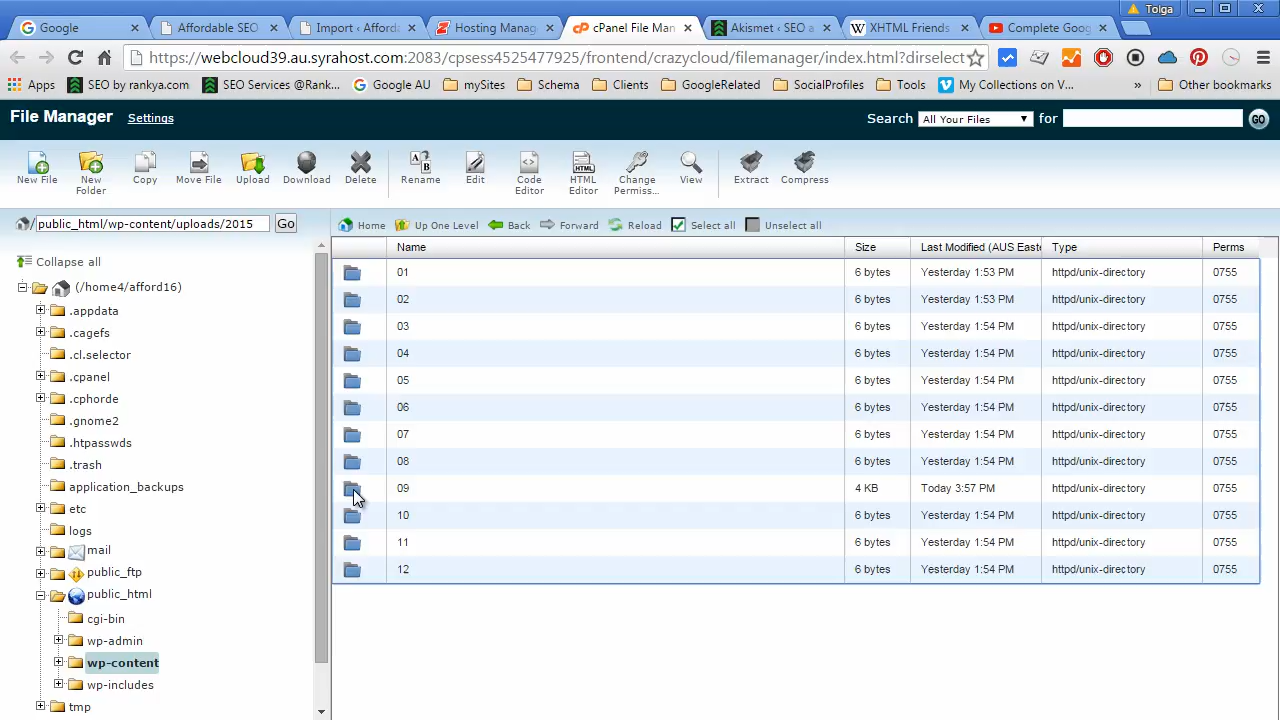 Tolga
Google
Affordable SEO
Import ‹ Afforda
Hosting Manag
cPanel File Man
Akismet ‹ SEO a
XHTML Friends
Complete Goog
https://webcloud39.au.syrahost.com:2083/cpsess4525477925/frontend/crazycloud/filemanager/index.html?dirselect
Apps SEO by rankya.com SEOServices @Rank... Google AU mySites Schema Clients GoogleRelated SocialProfiles Tools My Collections on V... » Other bookmarks
File Manager Settings Search All Your Files for GO
New File
New Folder
Copy
Move File
Upload
Download
Delete
Rename
Edit
Code Editor
HTML Editor
Change Permiss...
View
Extract
Compress
/ public_html/wp-content/uploads/2015 Go
Home Up One Level Back Forward Reload Select all Unselect all
Collapse all
(/home4/afford16)
.appdata
.cagefs
.cl.selector
.cpanel
.cphorde
.gnome2
.htpasswds
.trash
application_backups
etc
logs
mail
public_ftp
public_html
cgi-bin
wp-admin
wp-content
wp-includes
tmp
Name Size Last Modified (AUS Easte Type Perms
01 6 bytes Yesterday 1:53 PM httpd/unix-directory 0755
02 6 bytes Yesterday 1:53 PM httpd/unix-directory 0755
03 6 bytes Yesterday 1:54 PM httpd/unix-directory 0755
04 6 bytes Yesterday 1:54 PM httpd/unix-directory 0755
05 6 bytes Yesterday 1:54 PM httpd/unix-directory 0755
06 6 bytes Yesterday 1:54 PM httpd/unix-directory 0755
07 6 bytes Yesterday 1:54 PM httpd/unix-directory 0755
08 6 bytes Yesterday 1:54 PM httpd/unix-directory 0755
09 4 KB Today 3:57 PM httpd/unix-directory 0755
10 6 bytes Yesterday 1:54 PM httpd/unix-directory 0755
11 6 bytes Yesterday 1:54 PM httpd/unix-directory 0755
12 6 bytes Yesterday 1:54 PM httpd/unix-directory 0755